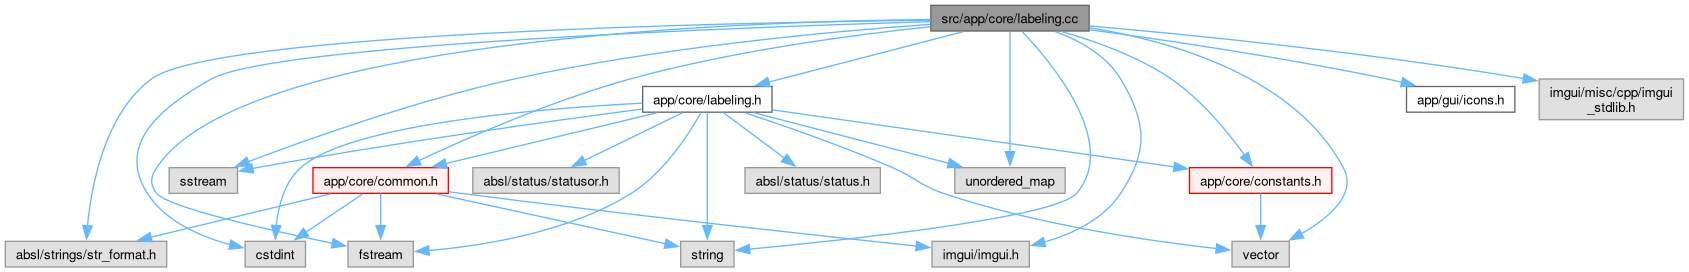 src/app/core/labeling.cc
app/core/labeling.h
app/gui/icons.h
imgui/misc/cpp/imgui
_stdlib.h
sstream
app/core/common.h
absl/status/statusor.h
absl/status/status.h
unordered_map
app/core/constants.h
absl/strings/str_format.h
cstdint
fstream
string
imgui/imgui.h
vector